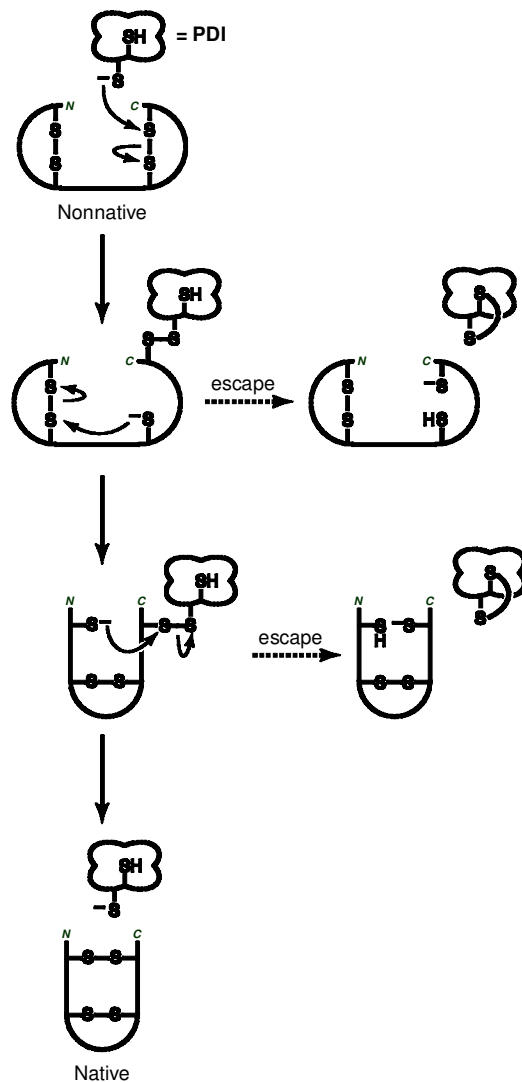 SH
= PDI
– S
N C
S S
S S
Nonnative
SH
N C S S
S S
S –S
escape
S
S
N C
S –S
S HS
SH
N C
S– S S
S S
escape
S
S
N C
S –S
H
S S
SH
–S
N C
S S
S S
Native